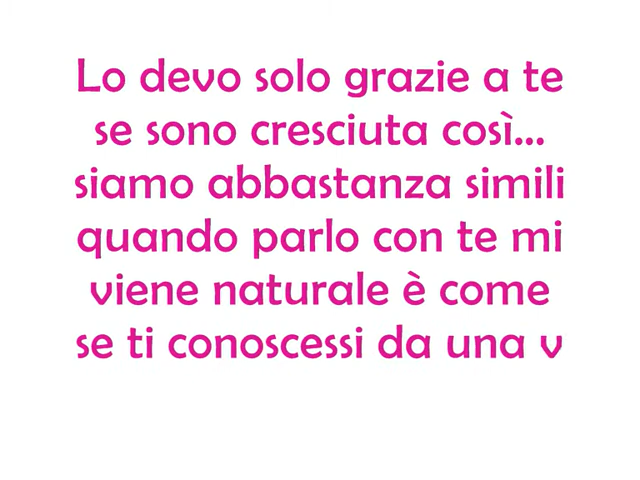 Lo devo solo grazie a te
se sono cresciuta così...
siamo abbastanza simili
quando parlo con te mi
viene naturale è come
se ti conoscessi da una v